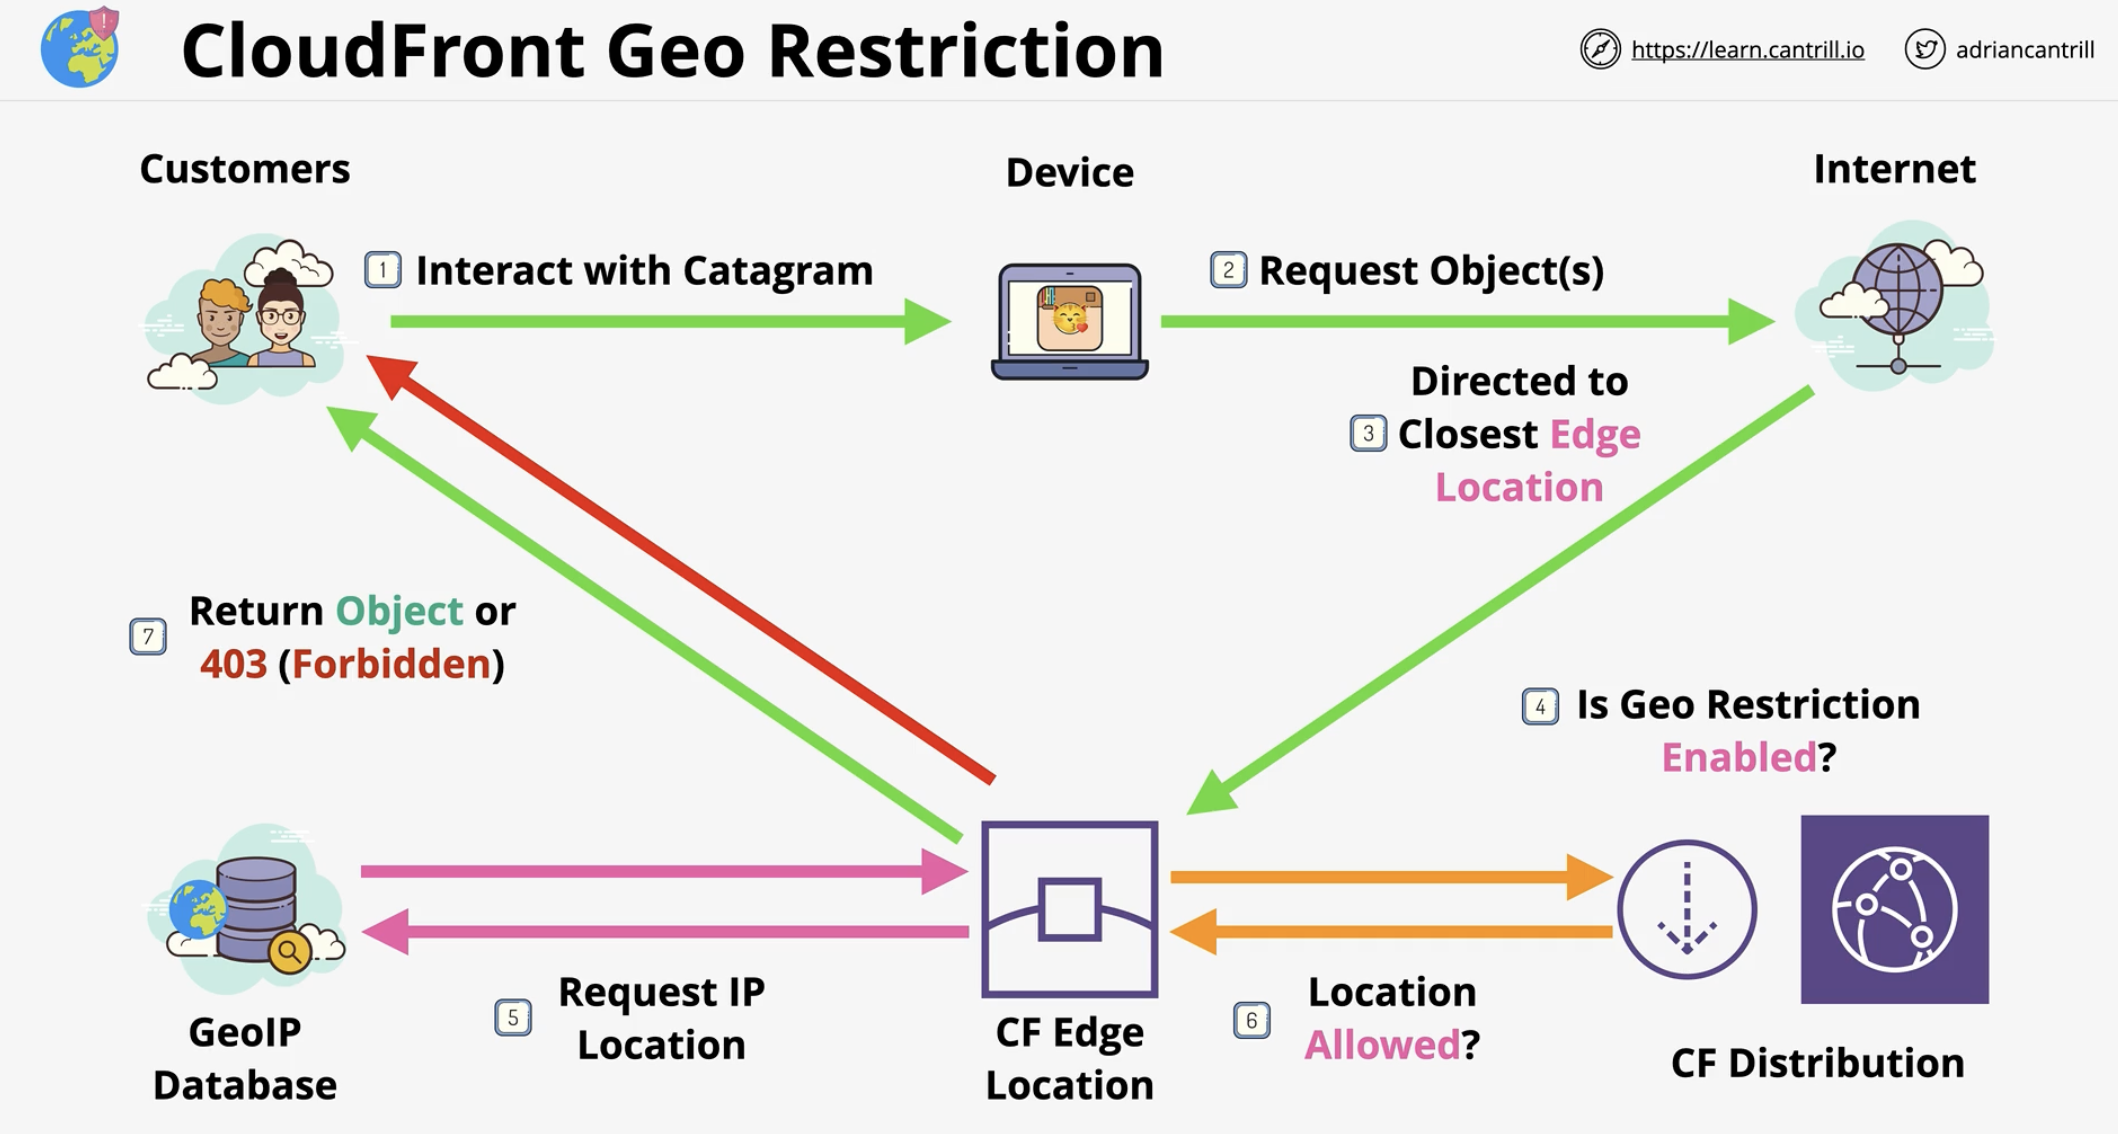 CloudFront Geo Restriction
https://learn.cantrill.io
adriancantrill
Customers
Device
Internet
1 Interact with Catagram
2 Request Object(s)
Directed to
3 Closest Edge
Location
Return Object or
7
403 (Forbidden)
4 Is Geo Restriction
Enabled?
Request IP
5
Location
Location
6
Allowed?
GeoIP
Database
CF Edge
Location
CF Distribution